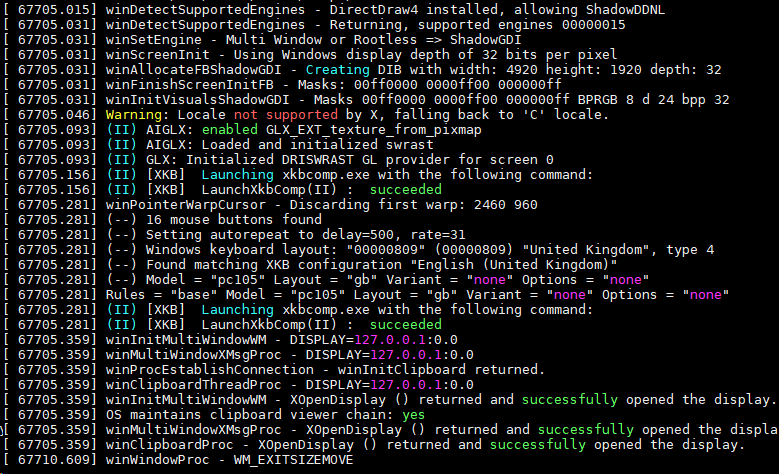 [ 67705.015] winDetectSupportedEngines - DirectDraw4 installed, allowing ShadowDDNL
[ 67705.031] winDetectSupportedEngines - Returning, supported engines 00000015
[ 67705.031] winSetEngine - Multi Window or Rootless => ShadowGDI
[ 67705.031] winScreenInit - Using Windows display depth of 32 bits per pixel
[ 67705.031] winAllocateFBShadowGDI - Creating DIB with width: 4920 height: 1920 depth: 32
[ 67705.031] winFinishScreenInitFB - Masks: 00ff0000 0000ff00 000000ff
[ 67705.031] winInitVisualsShadowGDI - Masks 00ff0000 0000ff00 000000ff BPRGB 8 d 24 bpp 32
[ 67705.046] Warning: Locale not supported by X, falling back to 'C' locale.
[ 67705.093] (II) AIGLX: enabled GLX_EXT_texture_from_pixmap
[ 67705.093] (II) AIGLX: Loaded and initialized swrast
[ 67705.093] (II) GLX: Initialized DRISWRAST GL provider for screen 0
[ 67705.156] (II) [XKB]  Launching xkbcomp.exe with the following command:
[ 67705.156] (II) [XKB]  LaunchXkbComp(II) :  succeeded
[ 67705.281] winPointerWarpCursor - Discarding first warp: 2460 960
[ 67705.281] (--) 16 mouse buttons found
[ 67705.281] (--) Setting autorepeat to delay=500, rate=31
[ 67705.281] (--) Windows keyboard layout: "00000809" (00000809) "United Kingdom", type 4
[ 67705.281] (--) Found matching XKB configuration "English (United Kingdom)"
[ 67705.281] (--) Model = "pc105" Layout = "gb" Variant = "none" Options = "none"
[ 67705.281] Rules = "base" Model = "pc105" Layout = "gb" Variant = "none" Options = "none"
[ 67705.281] (II) [XKB]  Launching xkbcomp.exe with the following command:
[ 67705.281] (II) [XKB]  LaunchXkbComp(II) :  succeeded
[ 67705.359] winInitMultiWindowWM - DISPLAY=127.0.0.1:0.0
[ 67705.359] winMultiWindowXMsgProc - DISPLAY=127.0.0.1:0.0
[ 67705.359] winProcEstablishConnection - winInitClipboard returned.
[ 67705.359] winClipboardThreadProc - DISPLAY=127.0.0.1:0.0
[ 67705.359] winInitMultiWindowWM - XOpenDisplay () returned and successfully opened the display.
[ 67705.359] OS maintains clipboard viewer chain: yes
[ 67705.359] winMultiWindowXMsgProc - XOpenDisplay () returned and successfully opened the displa
[ 67705.359] winClipboardProc - XOpenDisplay () returned and successfully opened the display.
[ 67710.609] winWindowProc - WM_EXITSIZEMOVE